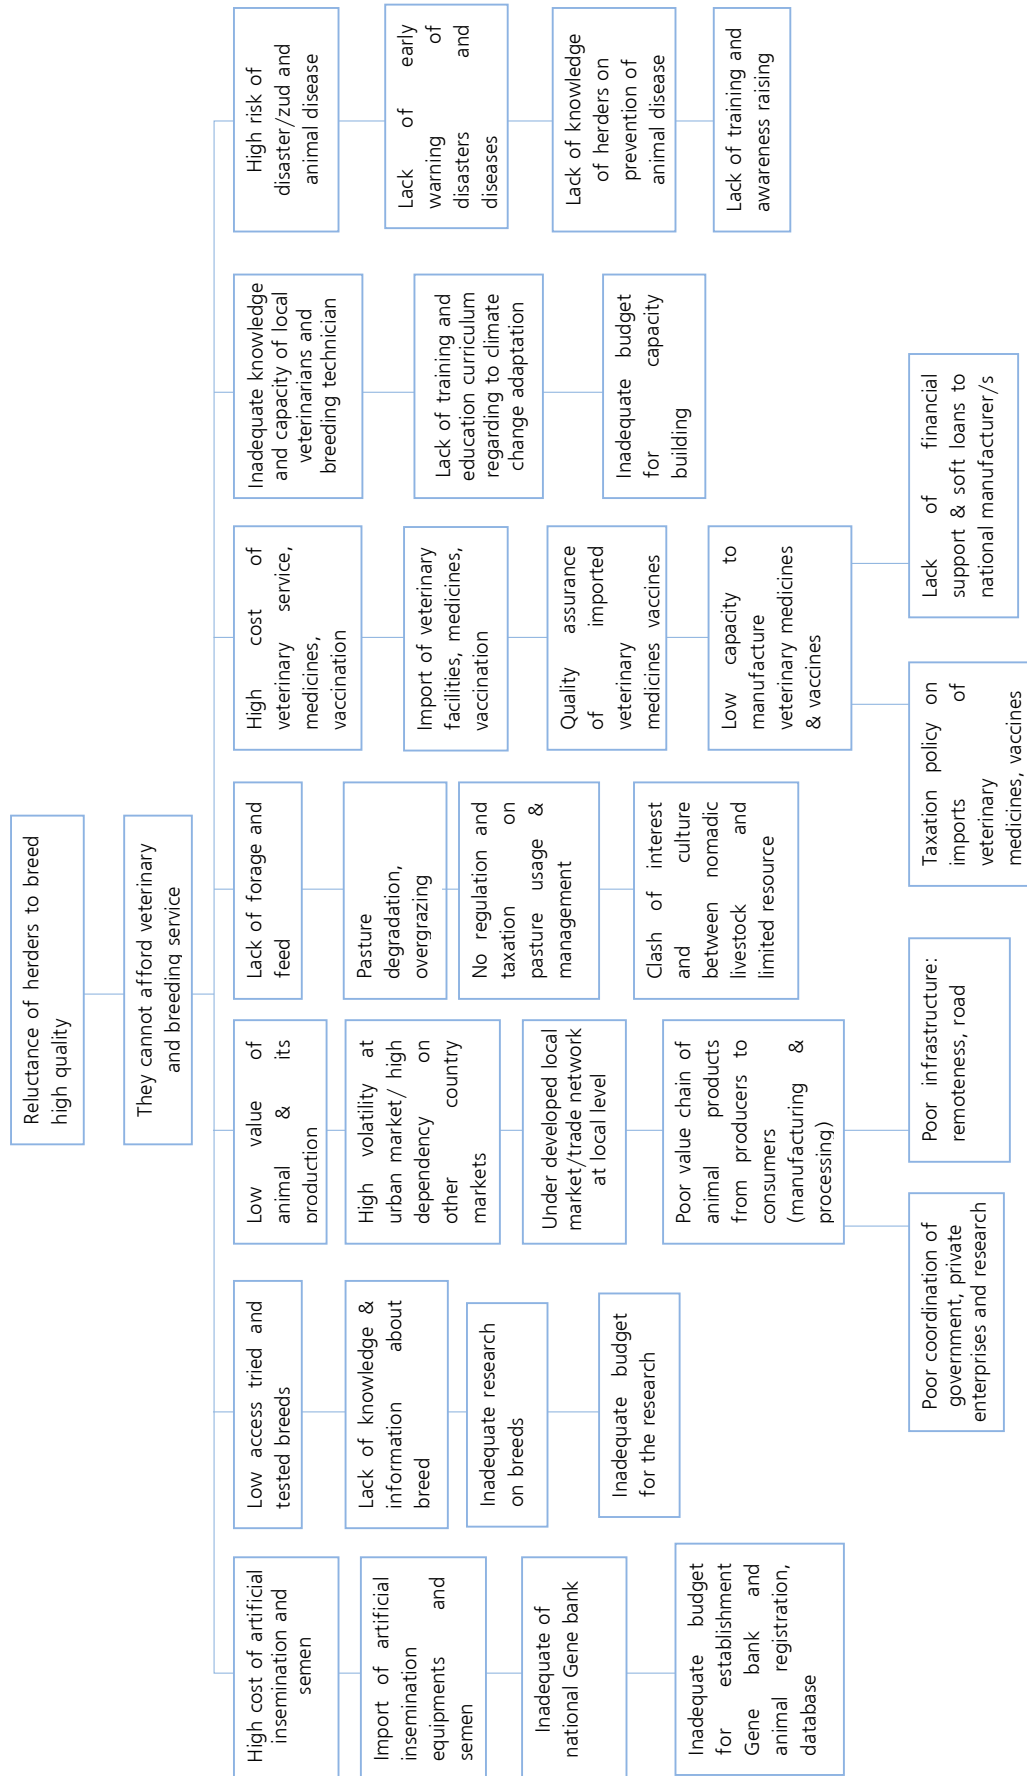 Reluctance of herders to breed
high quality
They cannot afford veterinary
and breeding service
High cost of artificial
insemination and
semen
Import of artificial
insemination
equipments and
semen
Inadequate of
national Gene bank
Inadequate budget
for establishment
Gene bank and
animal registration,
database
Low access tried and
tested breeds
Lack of knowledge &
information about
breed
Inadequate research
on breeds
Inadequate budget
for the research
Low value of
animal & its
production
High volatility at
urban market/ high
dependency on
other country
markets
Under developed local
market/trade network
at local level
Poor value chain of
animal products
from producers to
consumers
(manufacturing &
processing)
Poor coordination of
government, private
enterprises and research
Poor infrastructure:
remoteness, road
Lack of forage and
feed
Pasture
degradation,
overgrazing
No regulation and
taxation on
pasture usage &
management
Clash of interest
and culture
between nomadic
livestock and
limited resource
High cost of
veterinary service,
medicines,
vaccination
Import of veterinary
facilities, medicines,
vaccination
Quality assurance
of imported
veterinary
medicines vaccines
Low capacity to
manufacture
veterinary medicines
& vaccines
Taxation policy on
imports of
veterinary
medicines, vaccines
Lack of financial
support & soft loans to
national manufacturer/s
Inadequate knowledge
and capacity of local
veterinarians and
breeding technician
Lack of training and
education curriculum
regarding to climate
change adaptation
Inadequate budget
for capacity
building
High risk of
disaster/zud and
animal disease
Lack of early
warning of
disasters and
diseases
Lack of knowledge
of herders on
prevention of
animal disease
Lack of training and
awareness raising